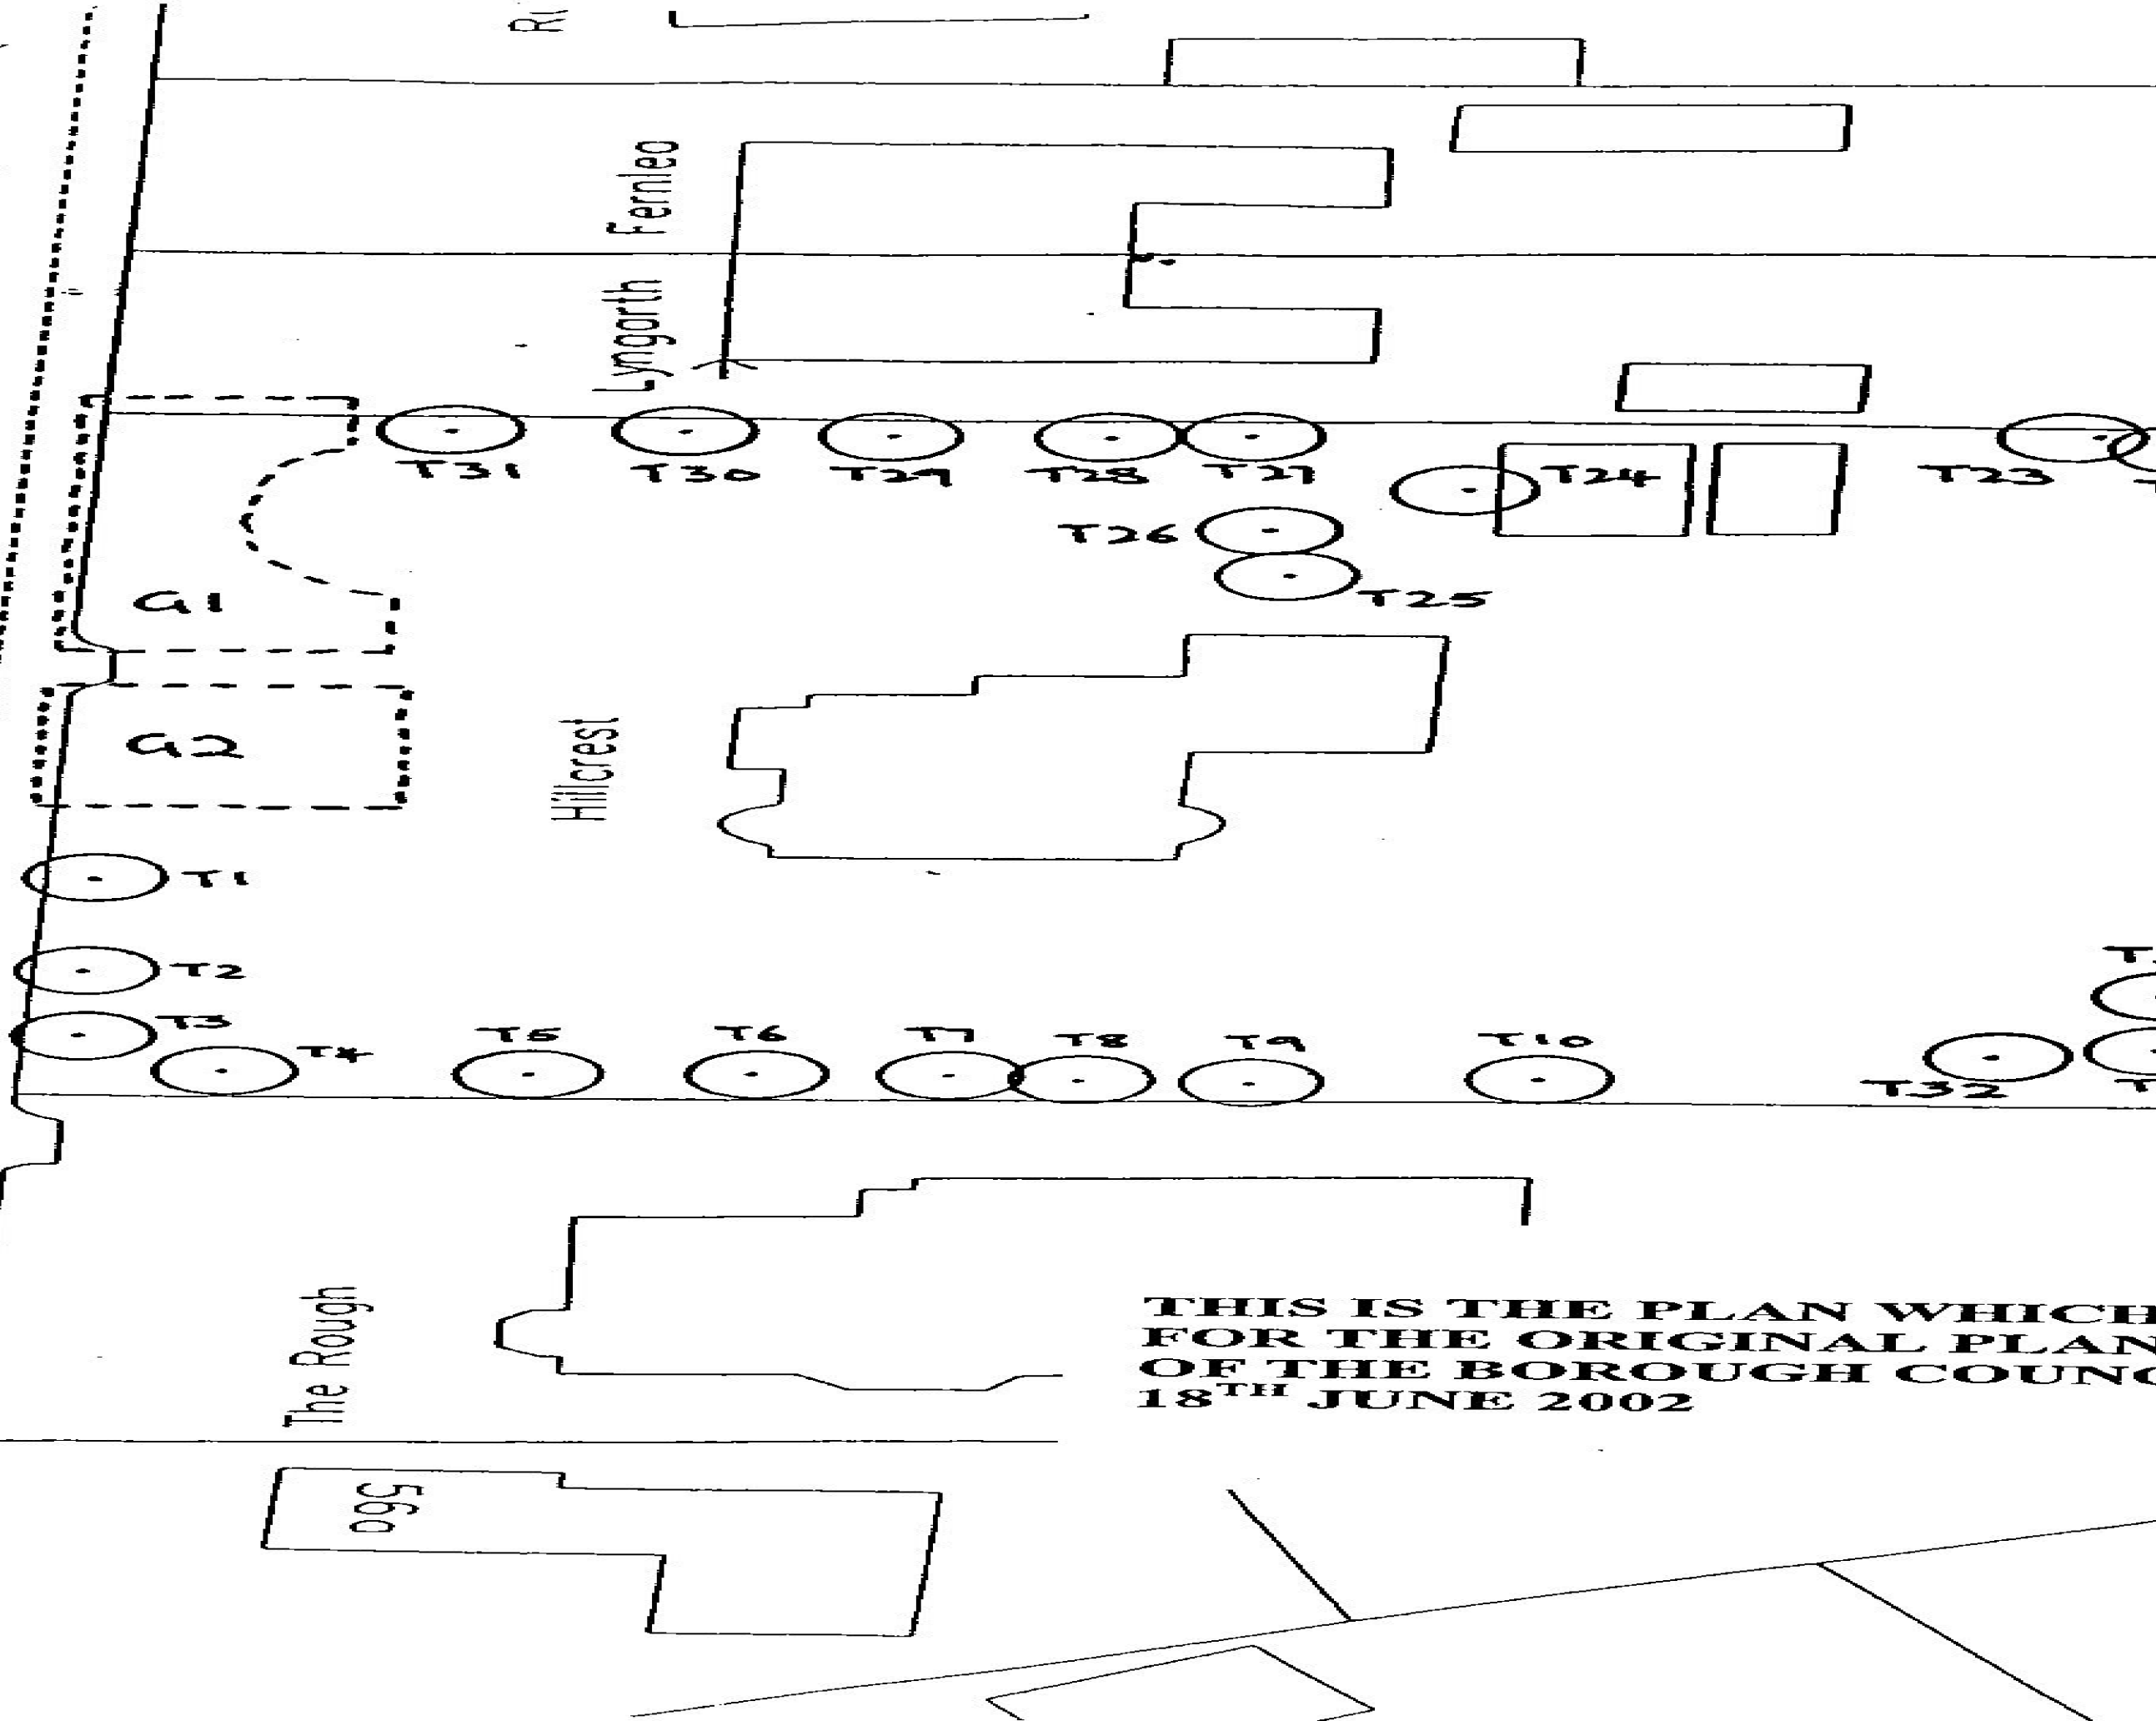 Fernlea
Lyngarth
T31
T30
T29
T28
T27
T24
T23
T26
T25
G1
G2
Hillcrest
T1
T2
T3
T4
T5
T6
T7
T8
T9
T10
T32
The Rough
THIS IS THE PLAN WHICH
FOR THE ORIGINAL PLAN
OF THE BOROUGH
18TH JUNE 2002
56a